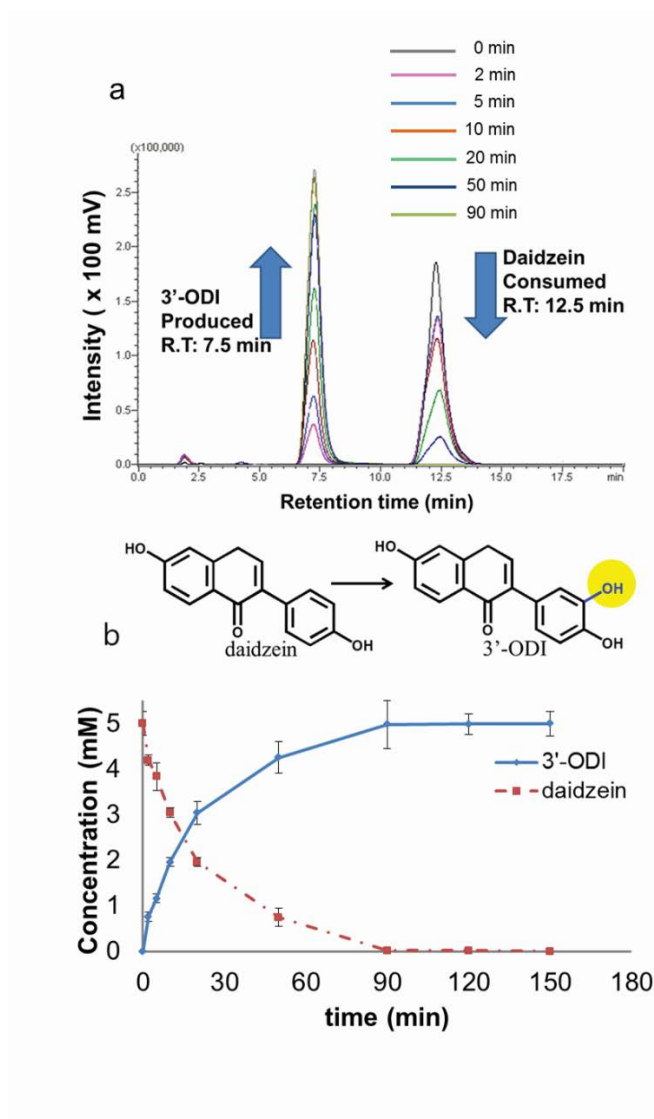 0 min
2 min
5 min
10 min
20 min
50 min
90 min
a
(x100,000)
2.5
2.0
1.5
1.0
0.5
0.0
Intensity ( x 100 mV)
3'-ODI
Produced
R.T: 7.5 min
Daidzein
Consumed
R.T: 12.5 min
0.0 2.5 5.0 7.5 10.0 12.5 15.0 17.5 min
Retention time (min)
HO
O
OH
daidzein
HO
O
OH
OH
3'-ODI
b
5
4
3
2
1
0
Concentration (mM)
3'-ODI
daidzein
0 30 60 90 120 150 180
time (min)